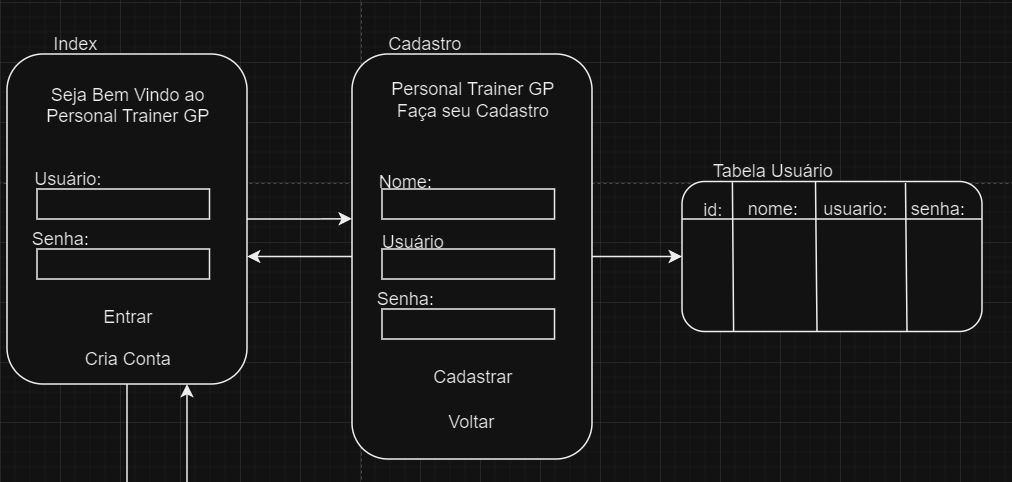 Index
Seja Bem Vindo ao
Personal Trainer GP
Usuário:
Senha:
Entrar
Cria Conta
Cadastro
Personal Trainer GP
Faça seu Cadastro
Nome:
Usuário
Senha:
Cadastrar
Voltar
Tabela Usuário
id: nome: usuario: senha: